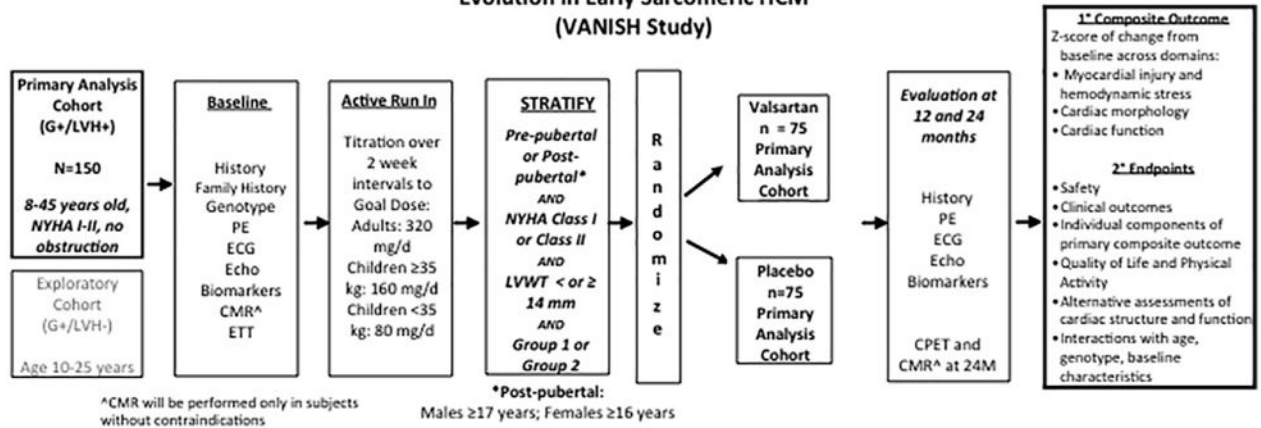 Evolution in Early Sarcomeric HCM
(VANISH Study)
Primary Analysis
Cohort
(G+/LVH+)
N=150
8-45 years old,
NYHA I-II, no
obstruction
Exploratory
Cohort
(G+/LVH-)
Age 10-25 years
Baseline
History
Family History
Genotype
PE
ECG
Echo
Biomarkers
CMR^
ETT
^CMR will be performed only in subjects
without contraindications
Active Run In
Titration over
2 week
intervals to
Goal Dose:
Adults: 320
mg/d
Children ≥35
kg: 160 mg/d
Children <35
kg: 80 mg/d
STRATIFY
Pre-pubertal
or Post-
pubertal*
AND
NYHA Class I
or Class II
AND
LVWT < or ≥
14 mm
AND
Group 1 or
Group 2
*Post-pubertal:
Males ≥17 years; Females ≥16 years
R
a
n
d
o
m
i
z
e
Valsartan
n = 75
Primary
Analysis
Cohort
Placebo
n=75
Primary
Analysis
Cohort
Evaluation at
12 and 24
months
History
PE
ECG
Echo
Biomarkers
CPET and
CMR^ at 24M
1° Composite Outcome
Z-score of change from
baseline across domains:
• Myocardial injury and
hemodynamic stress
• Cardiac morphology
• Cardiac function
2° Endpoints
• Safety
• Clinical outcomes
• Individual components of
primary composite outcome
• Quality of Life and Physical
Activity
• Alternative assessments of
cardiac structure and function
• Interactions with age,
genotype, baseline
characteristics